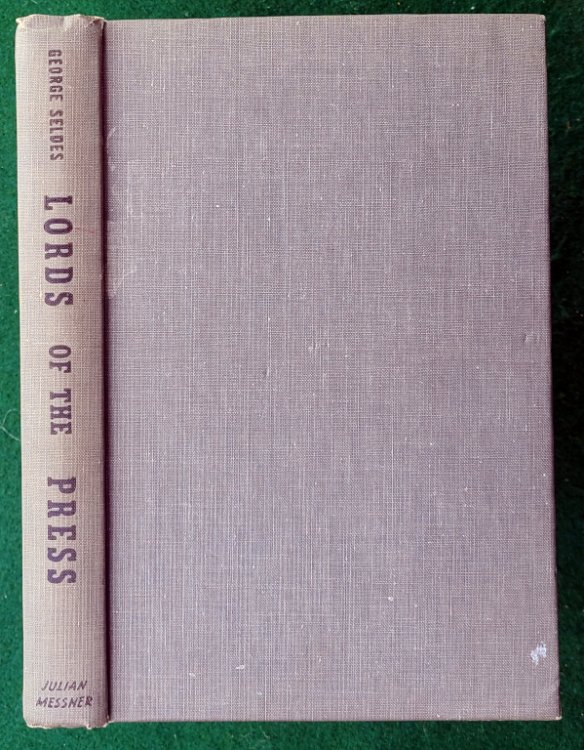 GEORGE SELDES
LORDS OF THE PRESS
JULIAN
MESSNER